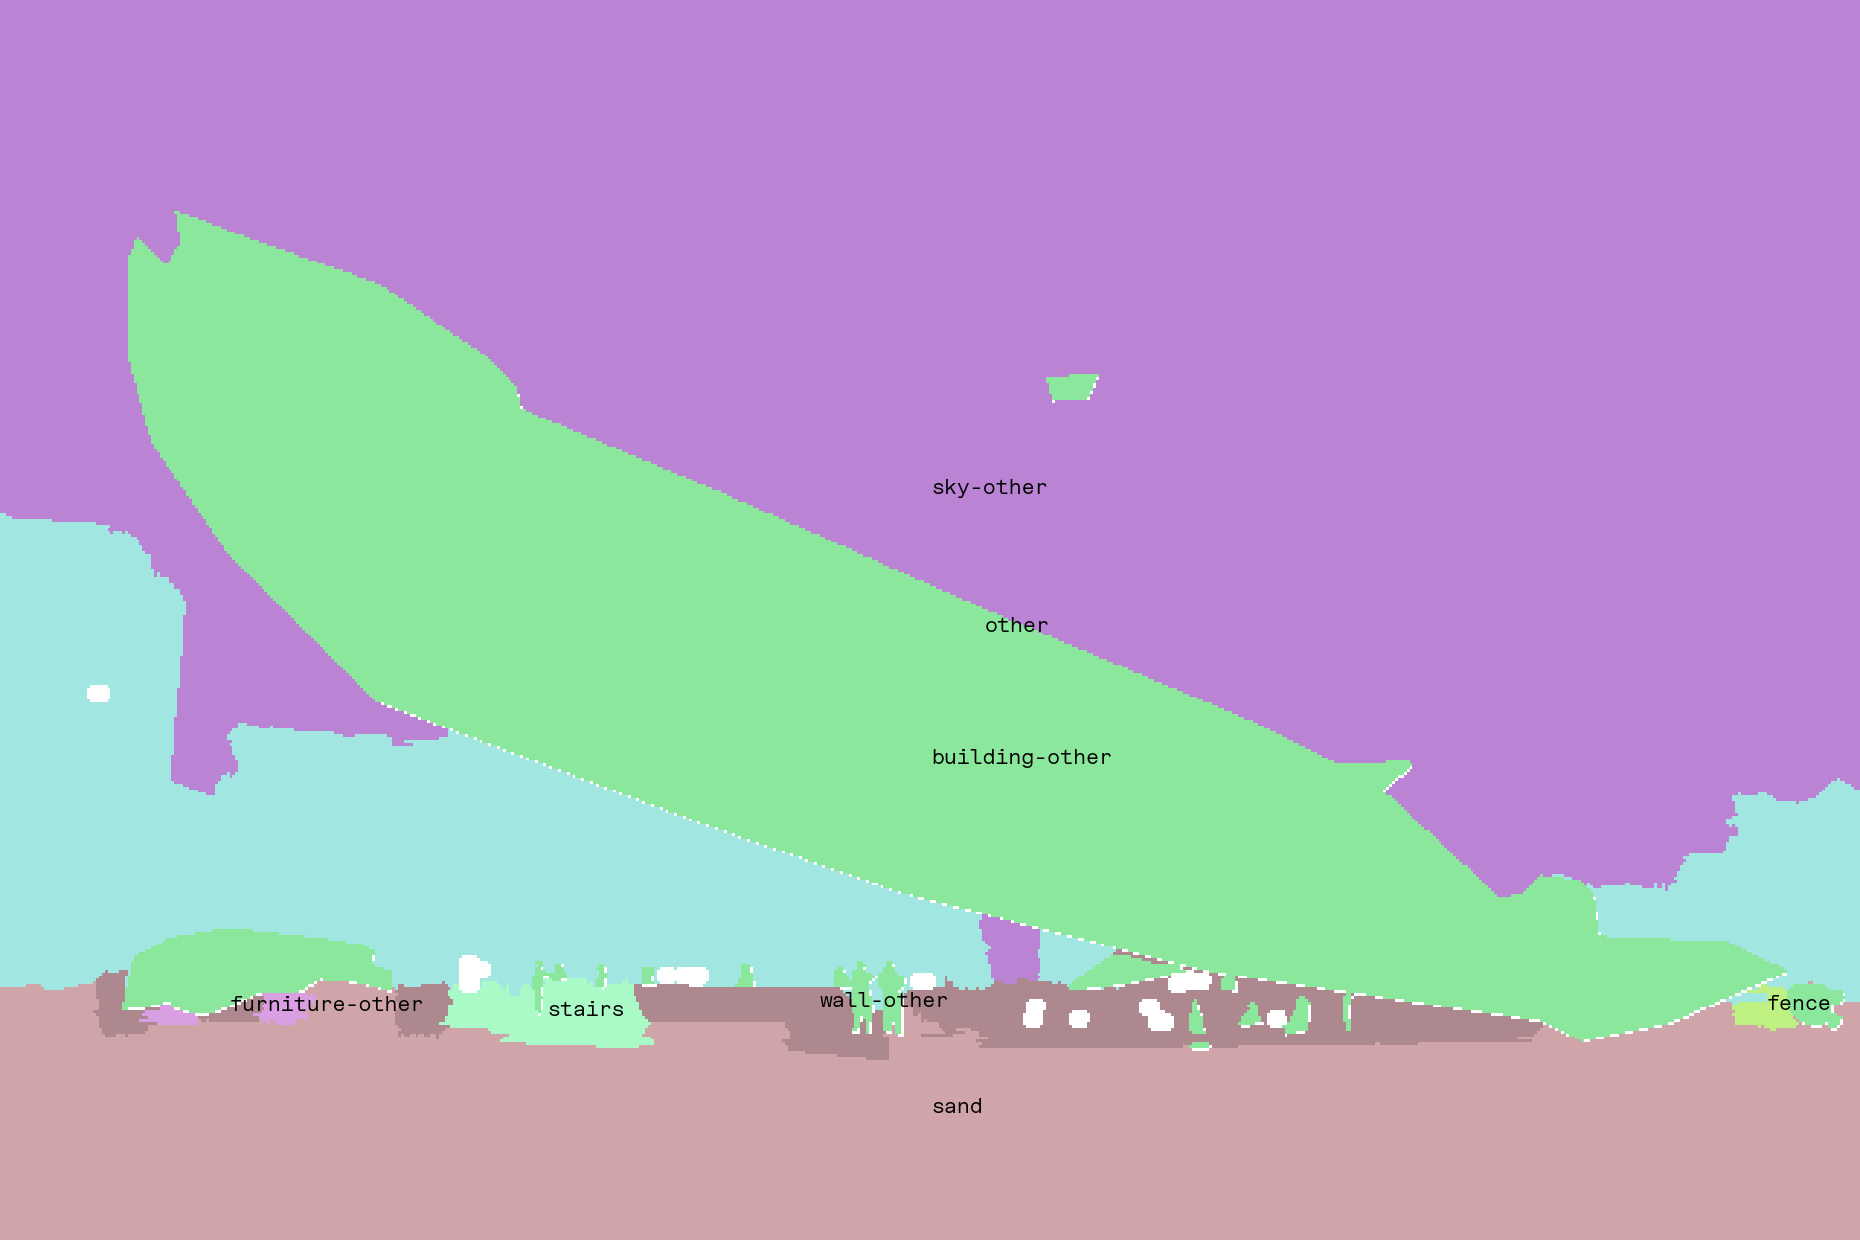 sky-other
other
building-other
furniture-other
stairs
wall-other
fence
sand